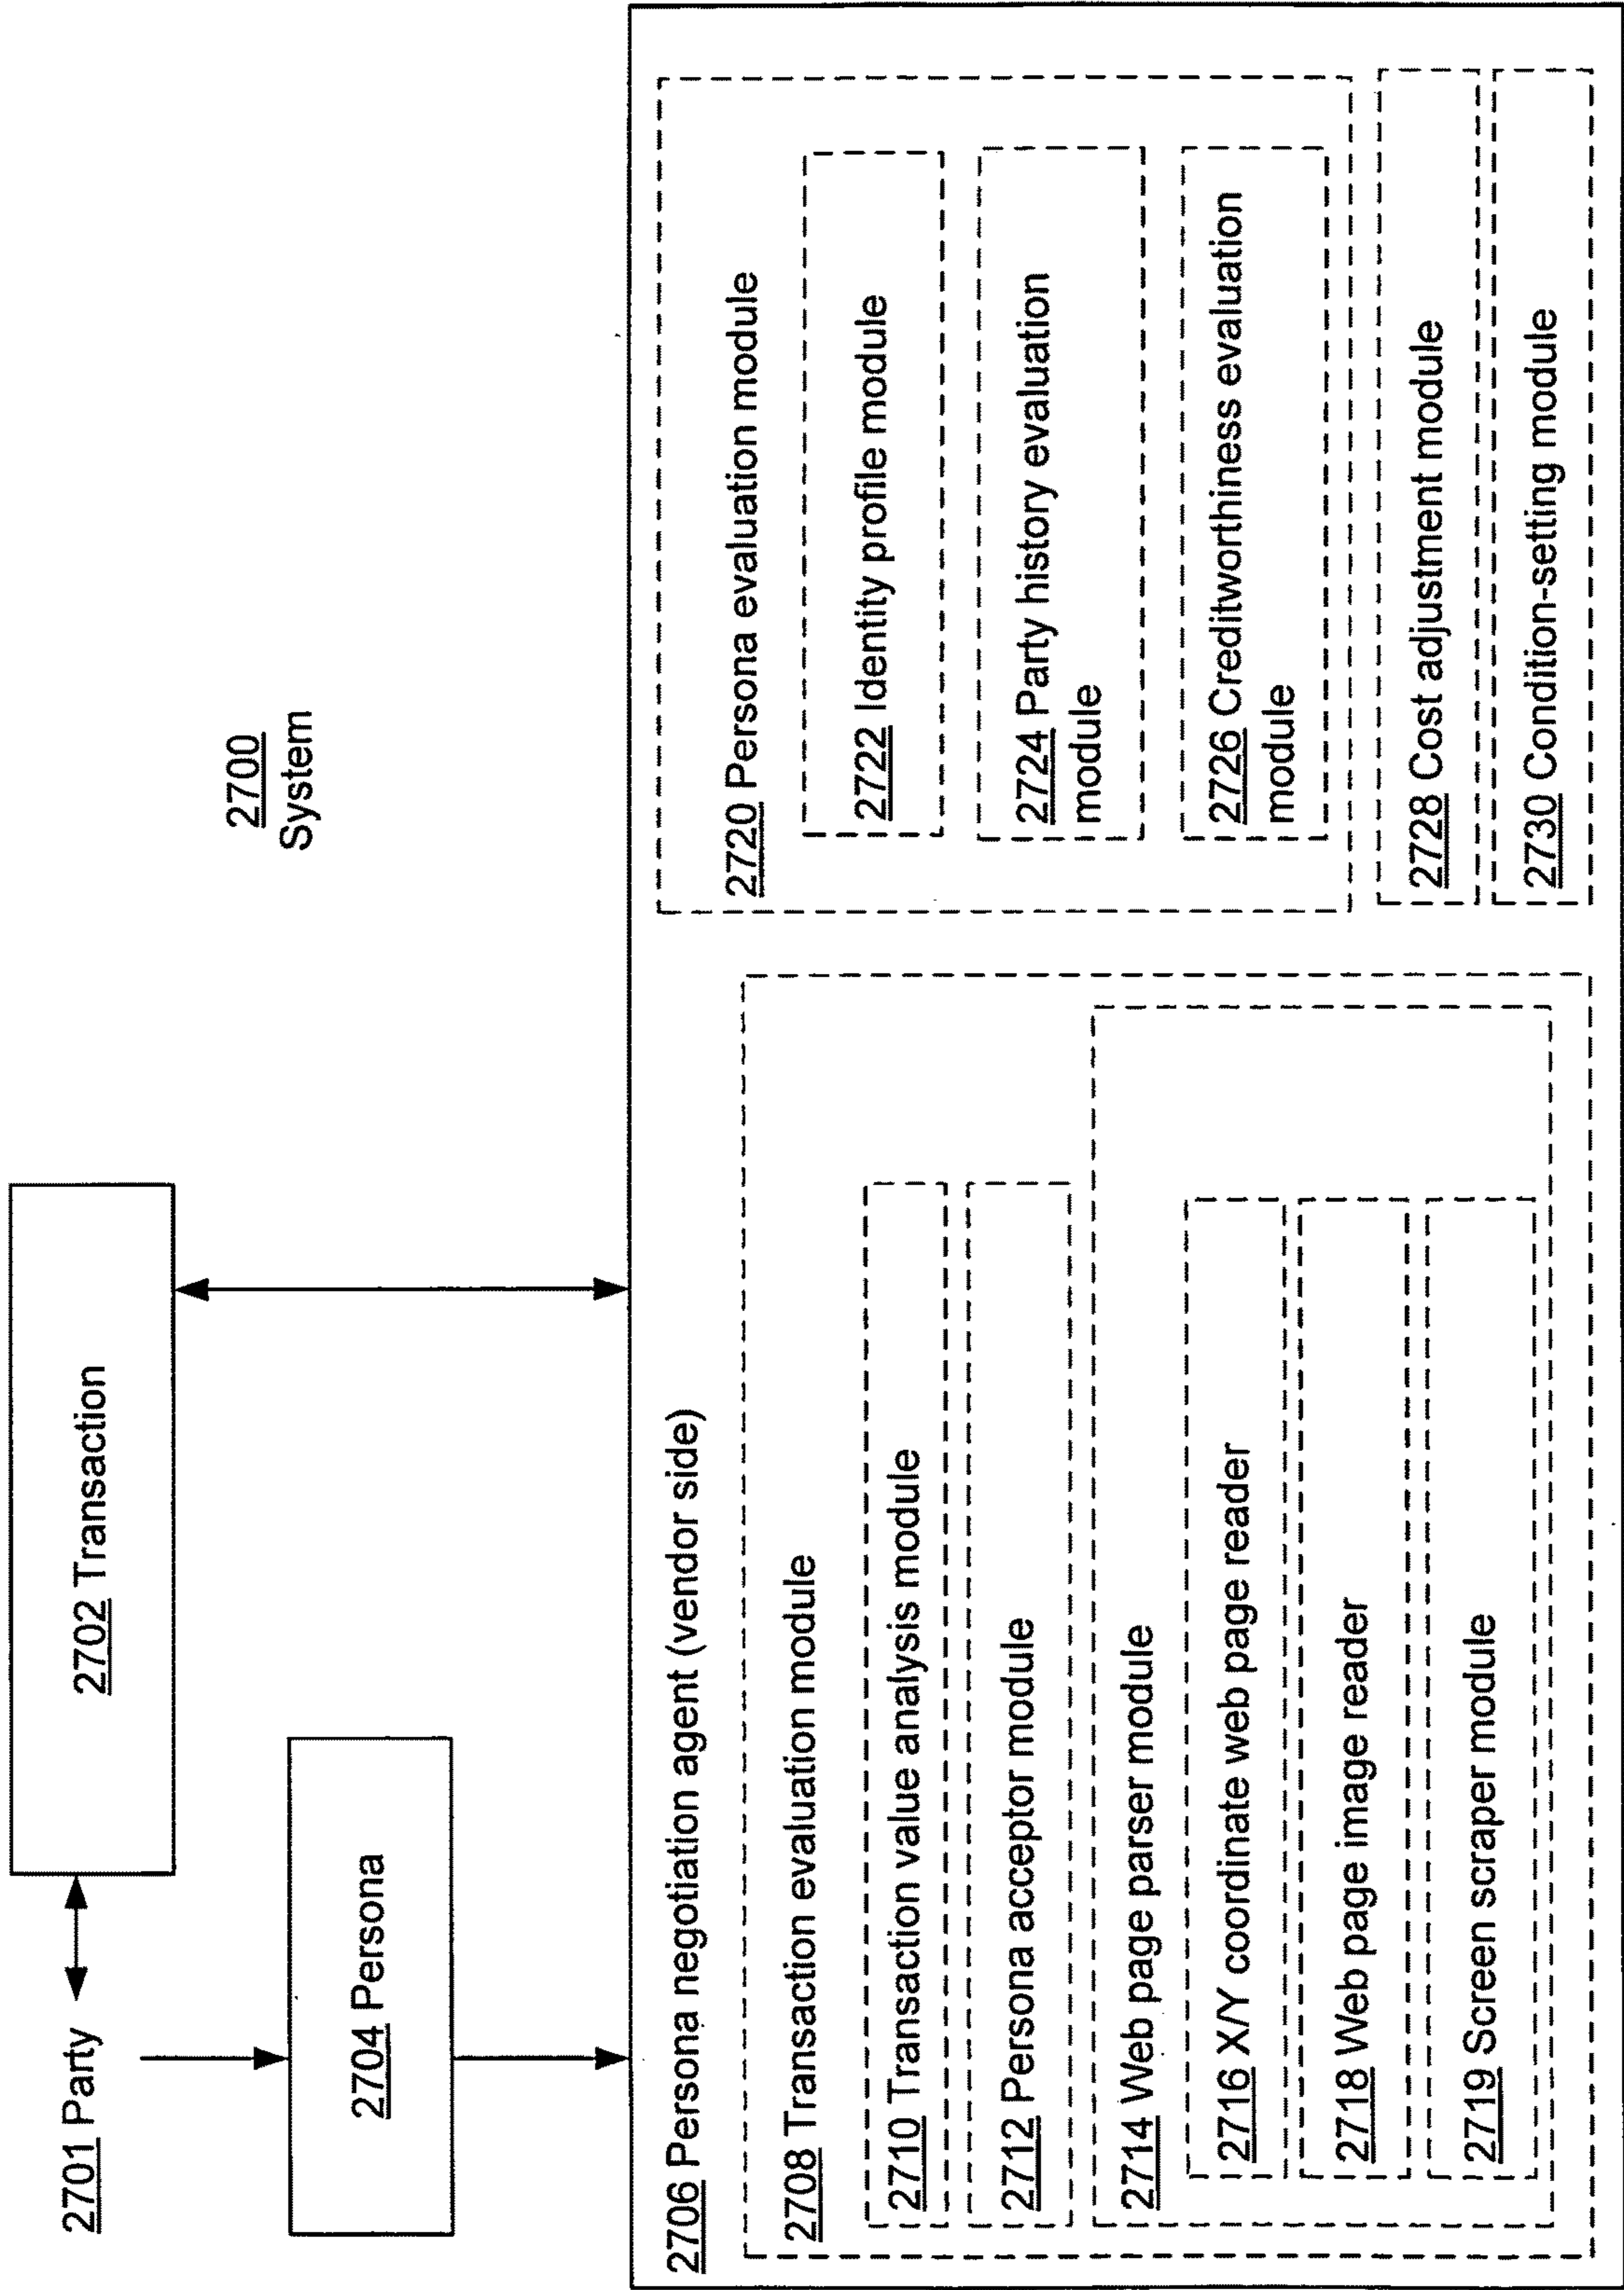 2700
System
2701 Party
2702 Transaction
2704 Persona
2706 Persona negotiation agent (vendor side)
2708 Transaction evaluation module
2710 Transaction value analysis module
2712 Persona acceptor module
2714 Web page parser module
2716 X/Y coordinate web page reader
2718 Web page image reader
2719 Screen scraper module
2720 Persona evaluation module
2722 Identity profile module
2724 Party history evaluation
module
2726 Creditworthiness evaluation
module
2728 Cost adjustment module
2730 Condition-setting module